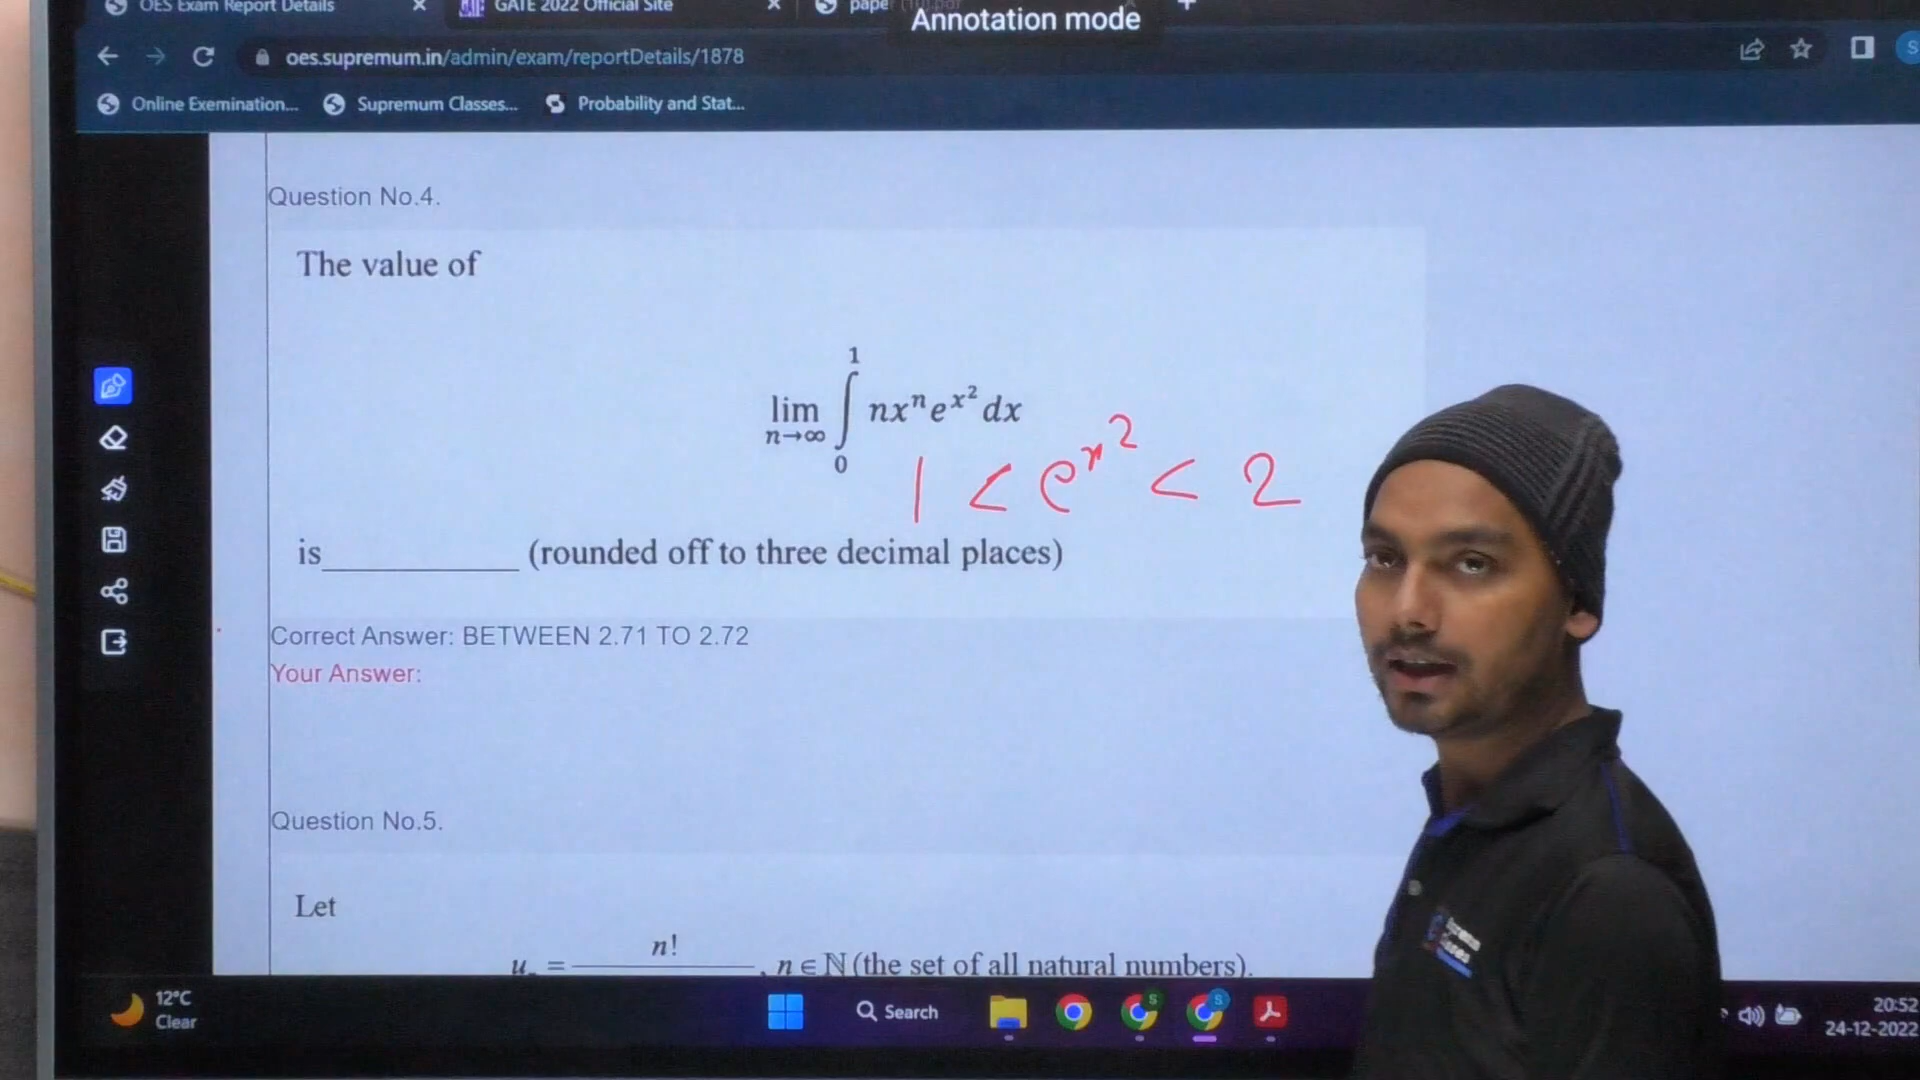 OES Exam Report Details
GATE 2022 Official Site
Annotation mode
oes.supremum.in/admin/exam/reportDetails/1878
Online Exemination...
Supremum Classes...
Probability and Stat...
Question No.4.
The value of
lim n→∞ ∫₀¹ nxⁿe^{x²} dx
1 < e^{x²} < 2
is__________ (rounded off to three decimal places)
Correct Answer: BETWEEN 2.71 TO 2.72
Your Answer:
Question No.5.
Let
n!
, n ∈ ℕ (the set of all natural numbers).
12°C
Clear
Search
20:52
24-12-2022